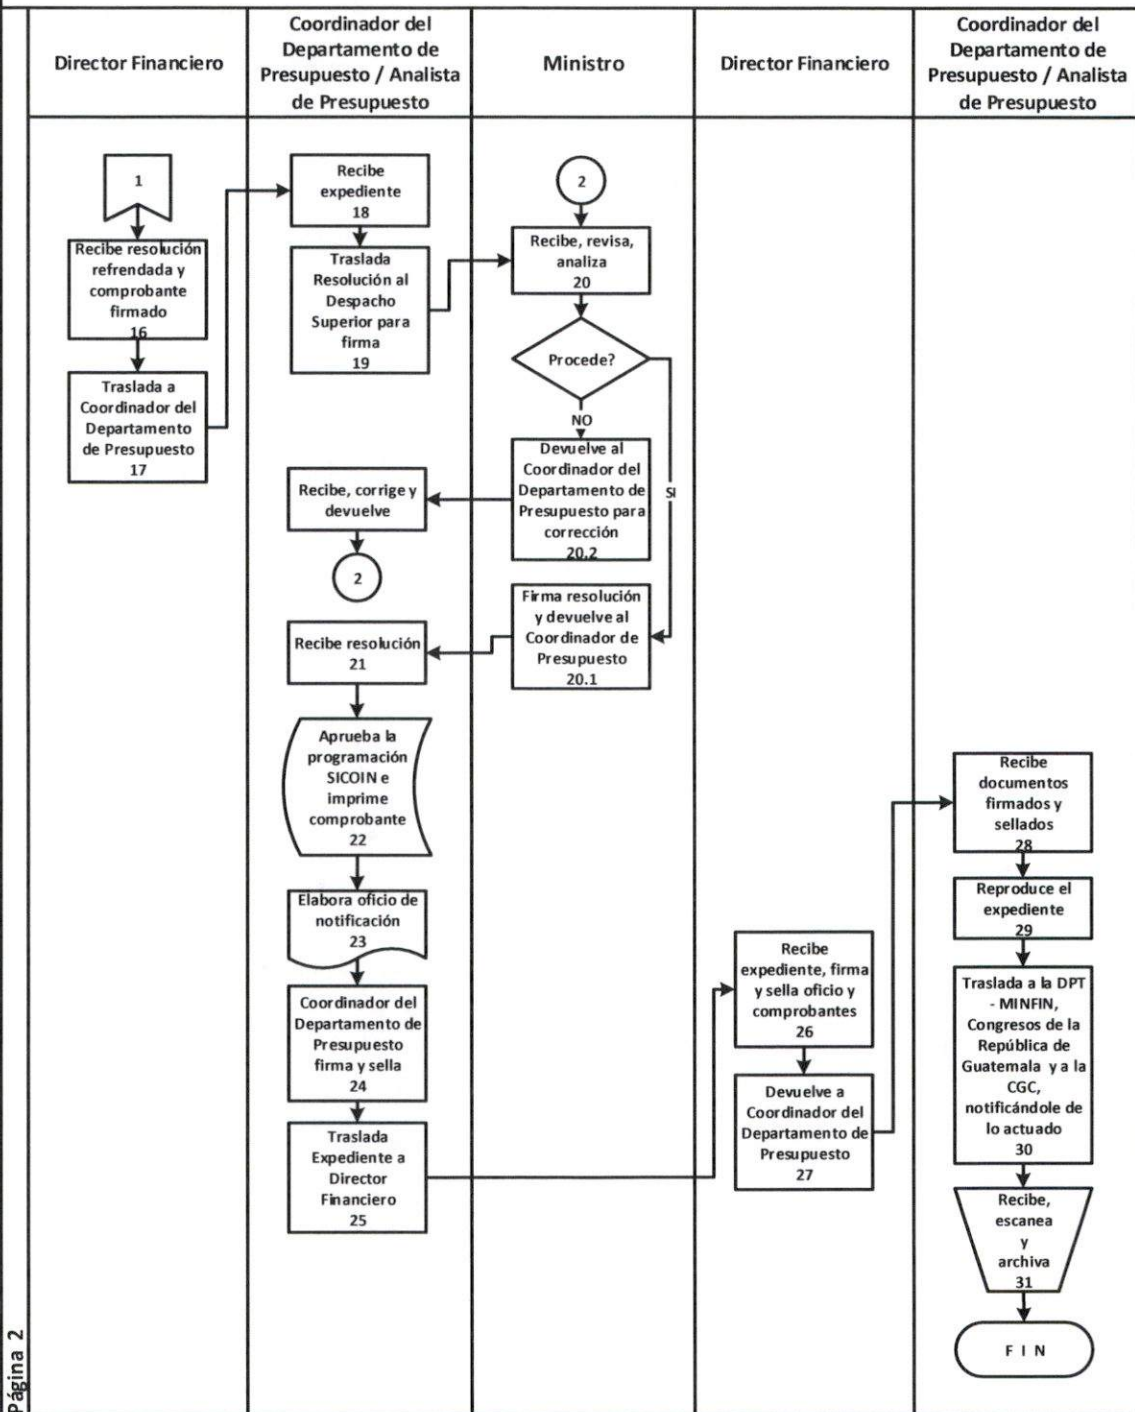 Director Financiero
Coordinador del
Departamento de
Presupuesto / Analista
de Presupuesto
Ministro
Director Financiero
Coordinador del
Departamento de
Presupuesto / Analista
de Presupuesto
1
Recibe resolución
refrendada y
comprobante
firmado
16
Traslada a
Coordinador del
Departamento
de Presupuesto
17
Recibe
expediente
18
Traslada
Resolución al
Despacho
Superior para
firma
19
2
Recibe, revisa,
analiza
20
Procede?
NO
SI
Devuelve al
Coordinador del
Departamento de
Presupuesto para
corrección
20.2
Recibe, corrige y
devuelve
2
Firma resolución
y devuelve al
Coordinador de
Presupuesto
20.1
Recibe resolución
21
Aprueba la
programación
SICOIN e
imprime
comprobante
22
Elabora oficio de
notificación
23
Coordinador del
Departamento de
Presupuesto
firma y sella
24
Traslada
Expediente a
Director
Financiero
25
Recibe
expediente, firma
y sella oficio y
comprobantes
26
Devuelve a
Coordinador del
Departamento de
Presupuesto
27
Recibe
documentos
firmados y
sellados
28
Reproduce el
expediente
29
Traslada a la DPT
- MINFIN,
Congresos de la
República de
Guatemala y a la
CGC,
notificándole de
lo actuado
30
Recibe,
escanea
y
archiva
31
F I N
Página 2